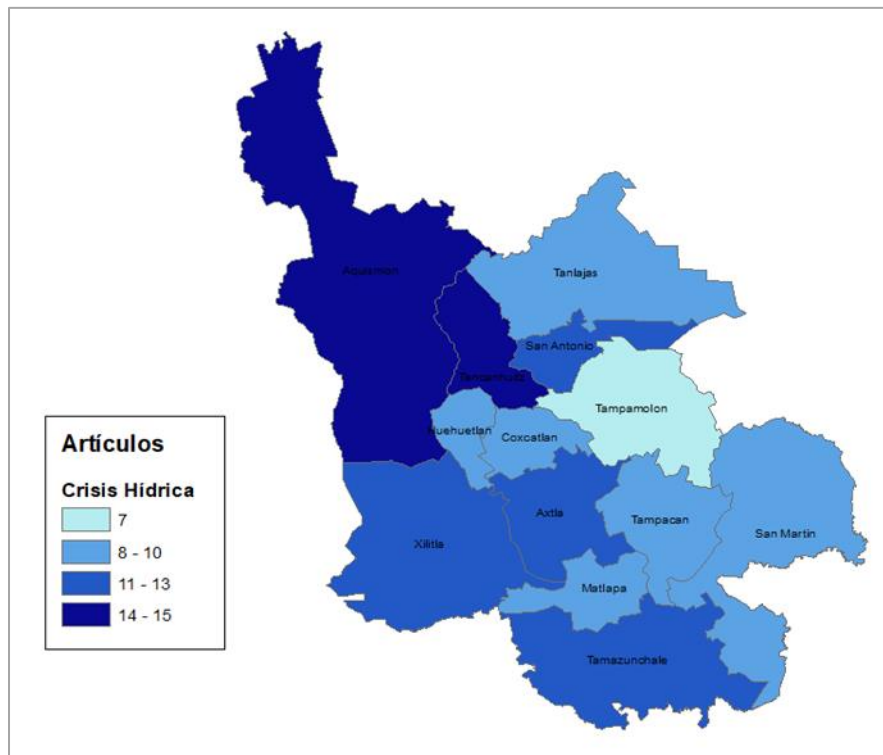 Aquismon
Tanlajas
San Antonio
Tancanhuitz
Tampamolon
Huehuetlan
Coxcatlan
Axtla
Tampacan
San Martin
Xilitla
Matlapa
Tamazunchale
Artículos
Crisis Hídrica
7
8 - 10
11 - 13
14 - 15